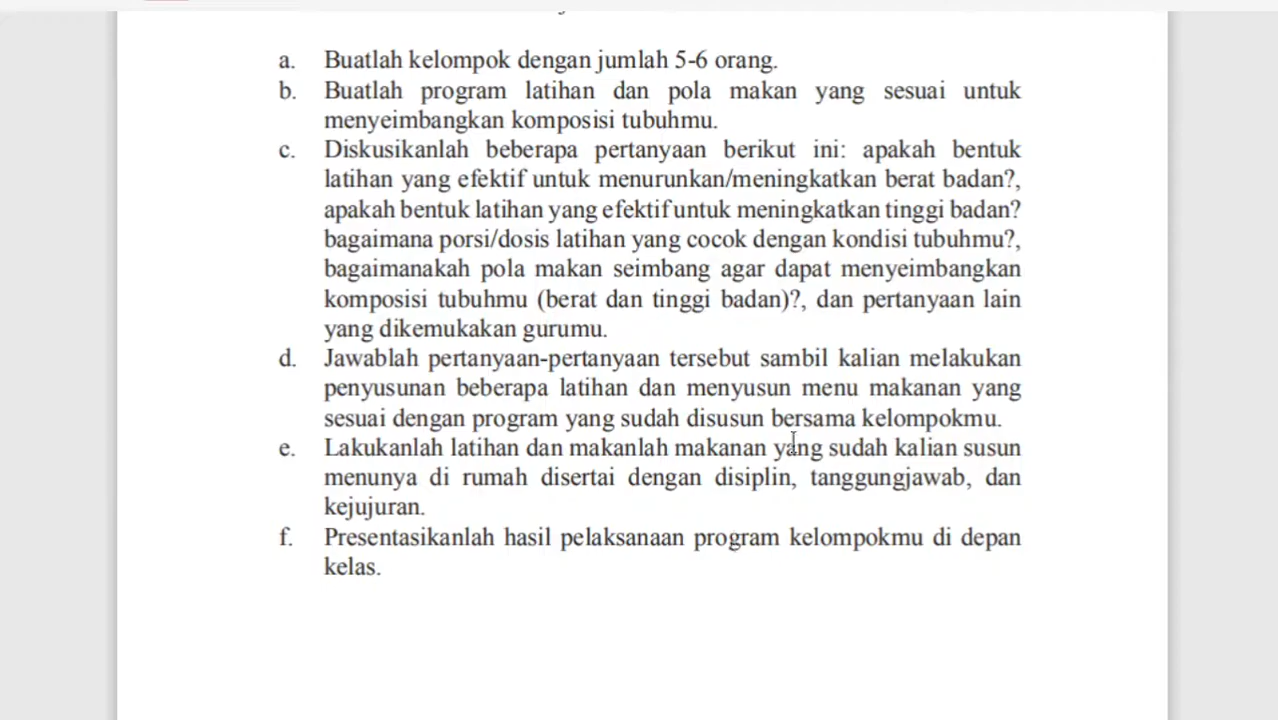 a. Buatlah kelompok dengan jumlah 5-6 orang.
b. Buatlah program latihan dan pola makan yang sesuai untuk
menyeimbangkan komposisi tubuhmu.
c. Diskusikanlah beberapa pertanyaan berikut ini: apakah bentuk
latihan yang efektif untuk menurunkan/meningkatkan berat badan?,
apakah bentuk latihan yang efektif untuk meningkatkan tinggi badan?
bagaimana porsi/dosis latihan yang cocok dengan kondisi tubuhmu?,
bagaimanakah pola makan seimbang agar dapat menyeimbangkan
komposisi tubuhmu (berat dan tinggi badan)?, dan pertanyaan lain
yang dikemukakan gurumu.
d. Jawablah pertanyaan-pertanyaan tersebut sambil kalian melakukan
penyusunan beberapa latihan dan menyusun menu makanan yang
sesuai dengan program yang sudah disusun bersama kelompokmu.
e. Lakukanlah latihan dan makanlah makanan yang sudah kalian susun
menunya di rumah disertai dengan disiplin, tanggungjawab, dan
kejujuran.
f. Presentasikanlah hasil pelaksanaan program kelompokmu di depan
kelas.